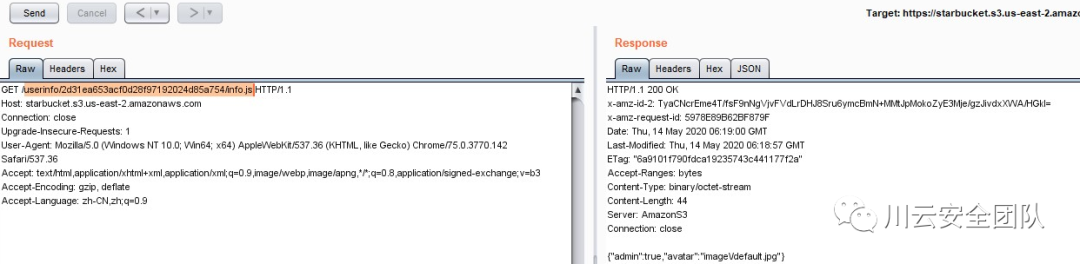 Send Cancel < ▼ > ▼ Target: https://starbucket.s3.us-east-2.amazo
Request
Raw Headers Hex
GET /userinfo/2d31ea653acf0d28f97192024d85a754/info.js HTTP/1.1
Host: starbucket.s3.us-east-2.amazonaws.com
Connection: close
Upgrade-Insecure-Requests: 1
User-Agent: Mozilla/5.0 (Windows NT 10.0; Win64; x64) AppleWebKit/537.36 (KHTML, like Gecko) Chrome/75.0.3770.142
Safari/537.36
Accept: text/html,application/xhtml+xml,application/xml;q=0.9,image/webp,image/apng,*/*;q=0.8,application/signed-exchange;v=b3
Accept-Encoding: gzip, deflate
Accept-Language: zh-CN,zh;q=0.9
Response
Raw Headers Hex JSON
HTTP/1.1 200 OK
x-amz-id-2: TyaCNcrEme4T/fsF9nNgVjvFVdLrDHJ8Sru6ymcBmN+MMtJpMokoZyE3Mje/gzJivdxXWA/HGkI=
x-amz-request-id: 5978E89B62BF879F
Date: Thu, 14 May 2020 06:19:00 GMT
Last-Modified: Thu, 14 May 2020 06:18:57 GMT
ETag: "6a9101f790fdca19235743c441177f2a"
Accept-Ranges: bytes
Content-Type: binary/octet-stream
Content-Length: 44
Server: AmazonS3
Connection: close
{"admin":true,"avatar":"image\/default.jpg"}
川云安全团队